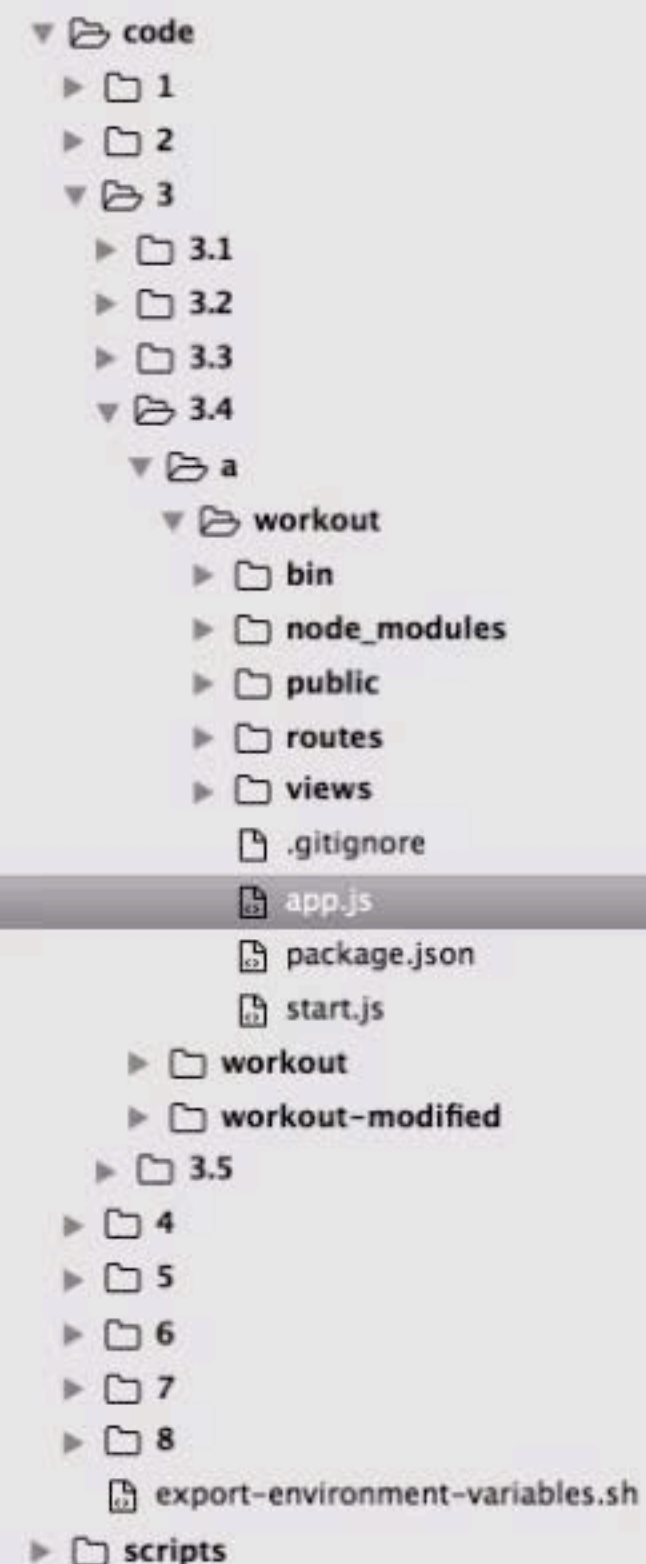 code
1
2
3
3.1
3.2
3.3
3.4
a
workout
bin
node_modules
public
routes
views
.gitignore
app.js
package.json
start.js
workout
workout-modified
3.5
4
5
6
7
8
export-environment-variables.sh
scripts